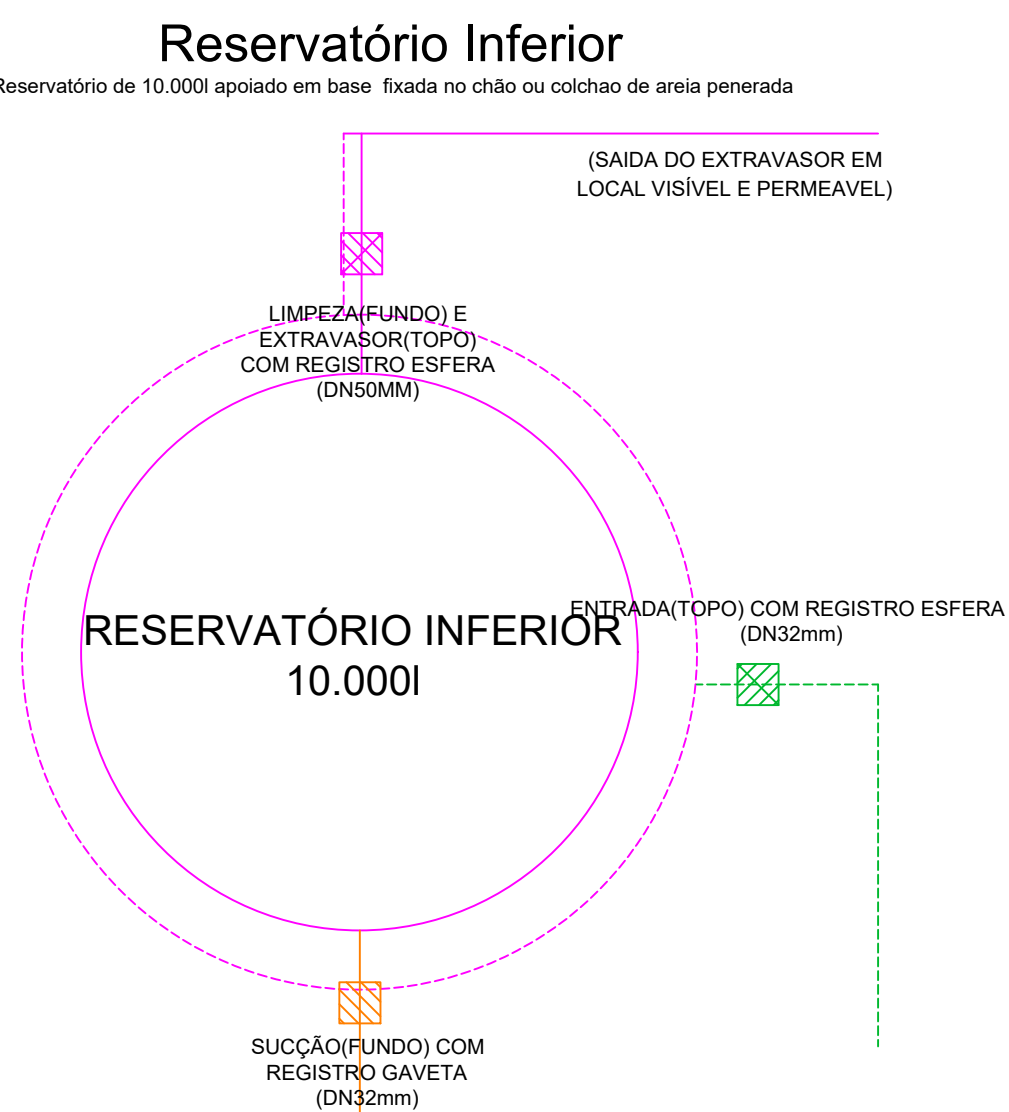 Reservatório Inferior
Reservatório de 10.000l apoiado em base fixada no chão ou colchao de areia penerada
(SAIDA DO EXTRAVASOR EM
LOCAL VISÍVEL E PERMEAVEL)
LIMPEZA(FUNDO) E
EXTRAVASOR(TOPO)
COM REGISTRO ESFERA
(DN50MM)
RESERVATÓRIO INFERIOR
10.000l
ENTRADA(TOPO) COM REGISTRO ESFERA
(DN32mm)
SUCÇÃO(FUNDO) COM
REGISTRO GAVETA
(DN32mm)